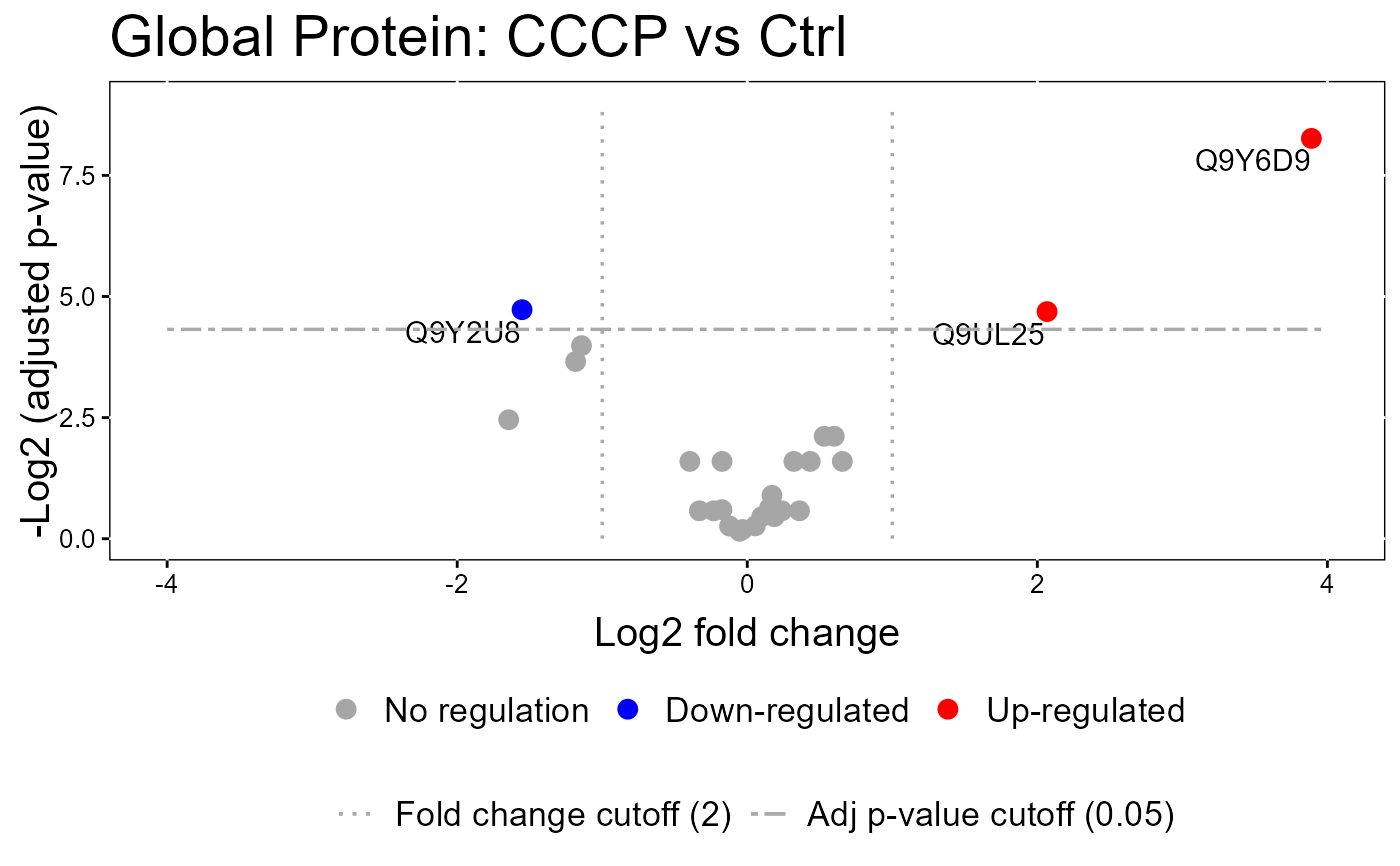 Global Protein: CCCP vs Ctrl
-Log2 (adjusted p-value)
7.5
5.0
2.5
0.0
Q9Y6D9
Q9Y2U8
Q9UL25
-4 -2 0 2 4
Log2 fold change
No regulation Down-regulated Up-regulated
Fold change cutoff (2) Adj p-value cutoff (0.05)